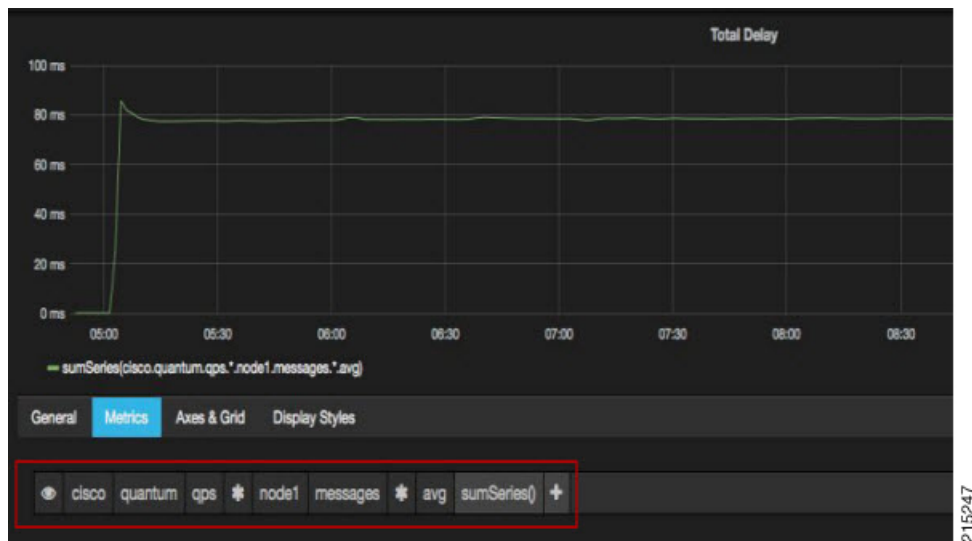 Total Delay
100 ms
80 ms
60 ms
40 ms
20 ms
0 ms
05:00 05:30 06:00 06:30 07:00 07:30 08:00 08:30
sumSeries(cisco.quantum.qps.*.node1.messages.*.avg)
General Metrics Axes & Grid Display Styles
cisco quantum qps * node1 messages * avg sumSeries() +
215247